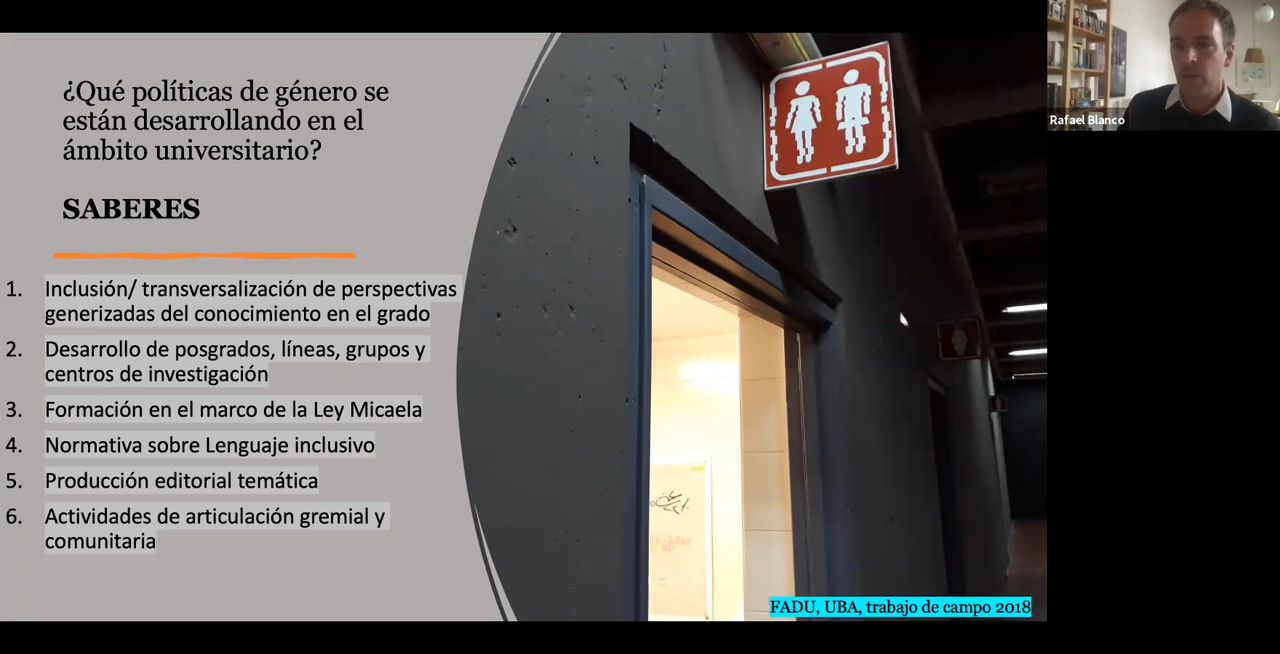 ¿Qué políticas de género se
están desarrollando en el
ámbito universitario?
SABERES
1. Inclusión/ transversalización de perspectivas
generizadas del conocimiento en el grado
2. Desarrollo de posgrados, líneas, grupos y
centros de investigación
3. Formación en el marco de la Ley Micaela
4. Normativa sobre Lenguaje inclusivo
5. Producción editorial temática
6. Actividades de articulación gremial y
comunitaria
FADU, UBA, trabajo de campo 2018
Rafael Blanco